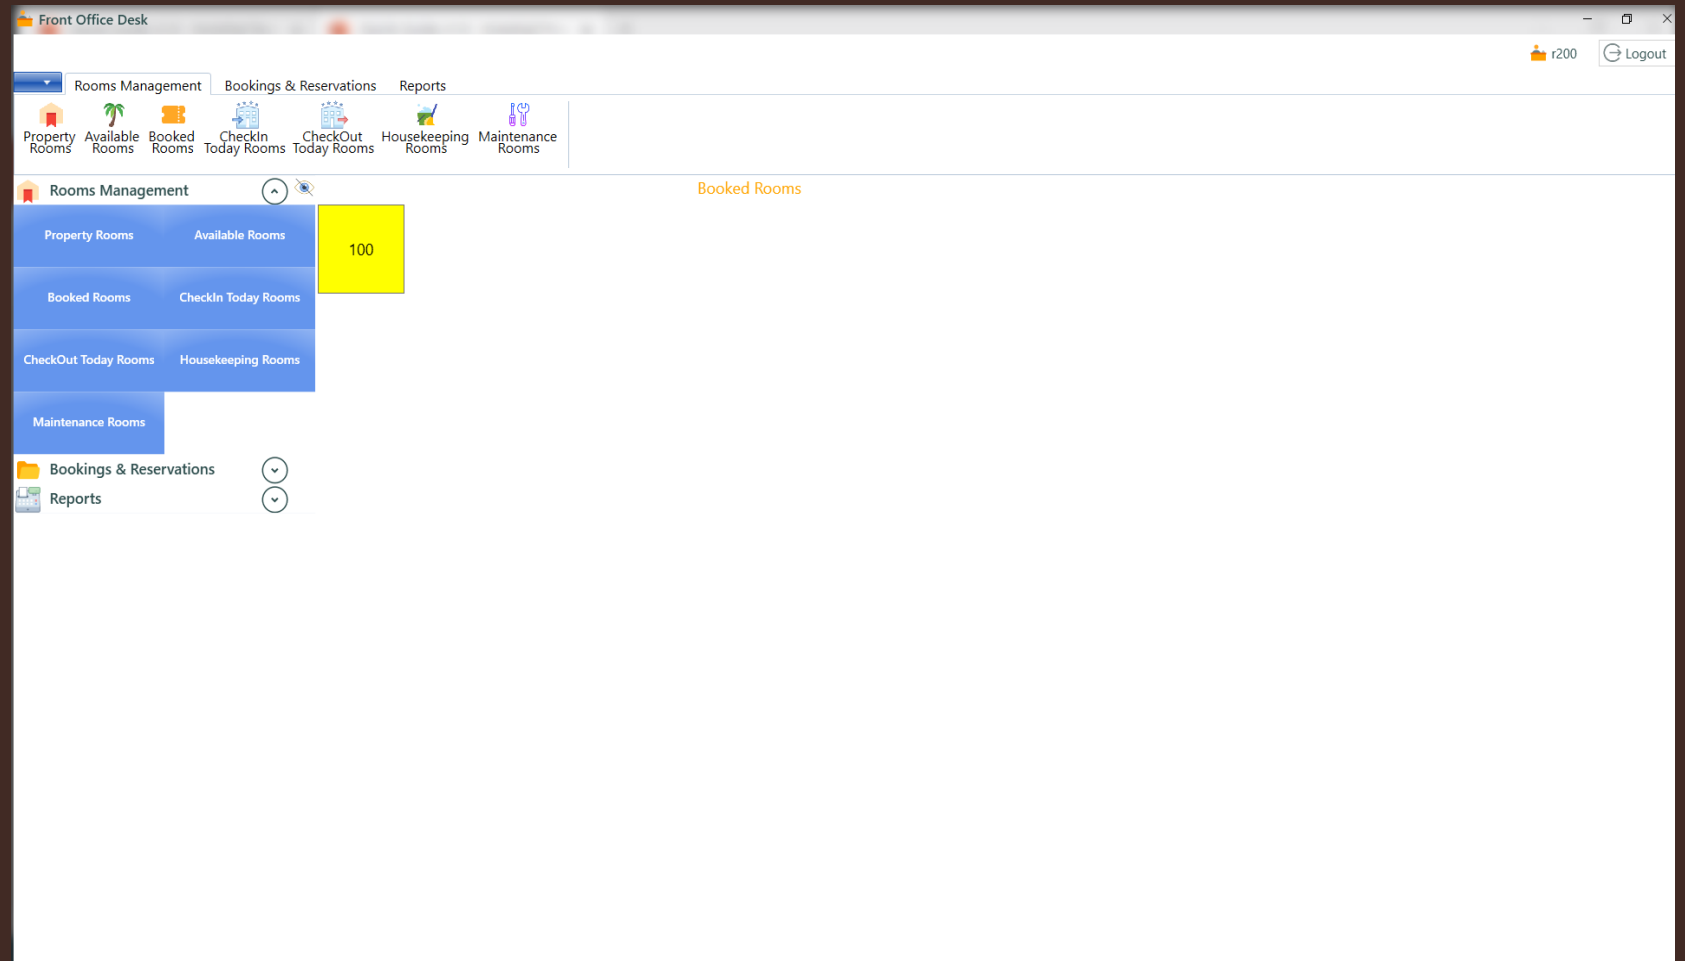 Front Office Desk
r200
Logout
Rooms Management
Bookings & Reservations
Reports
Property
Rooms
Available
Rooms
Booked
Rooms
CheckIn
Today Rooms
CheckOut
Today Rooms
Housekeeping
Rooms
Maintenance
Rooms
Rooms Management
Booked Rooms
Property Rooms
Available Rooms
100
Booked Rooms
CheckIn Today Rooms
CheckOut Today Rooms
Housekeeping Rooms
Maintenance Rooms
Bookings & Reservations
Reports